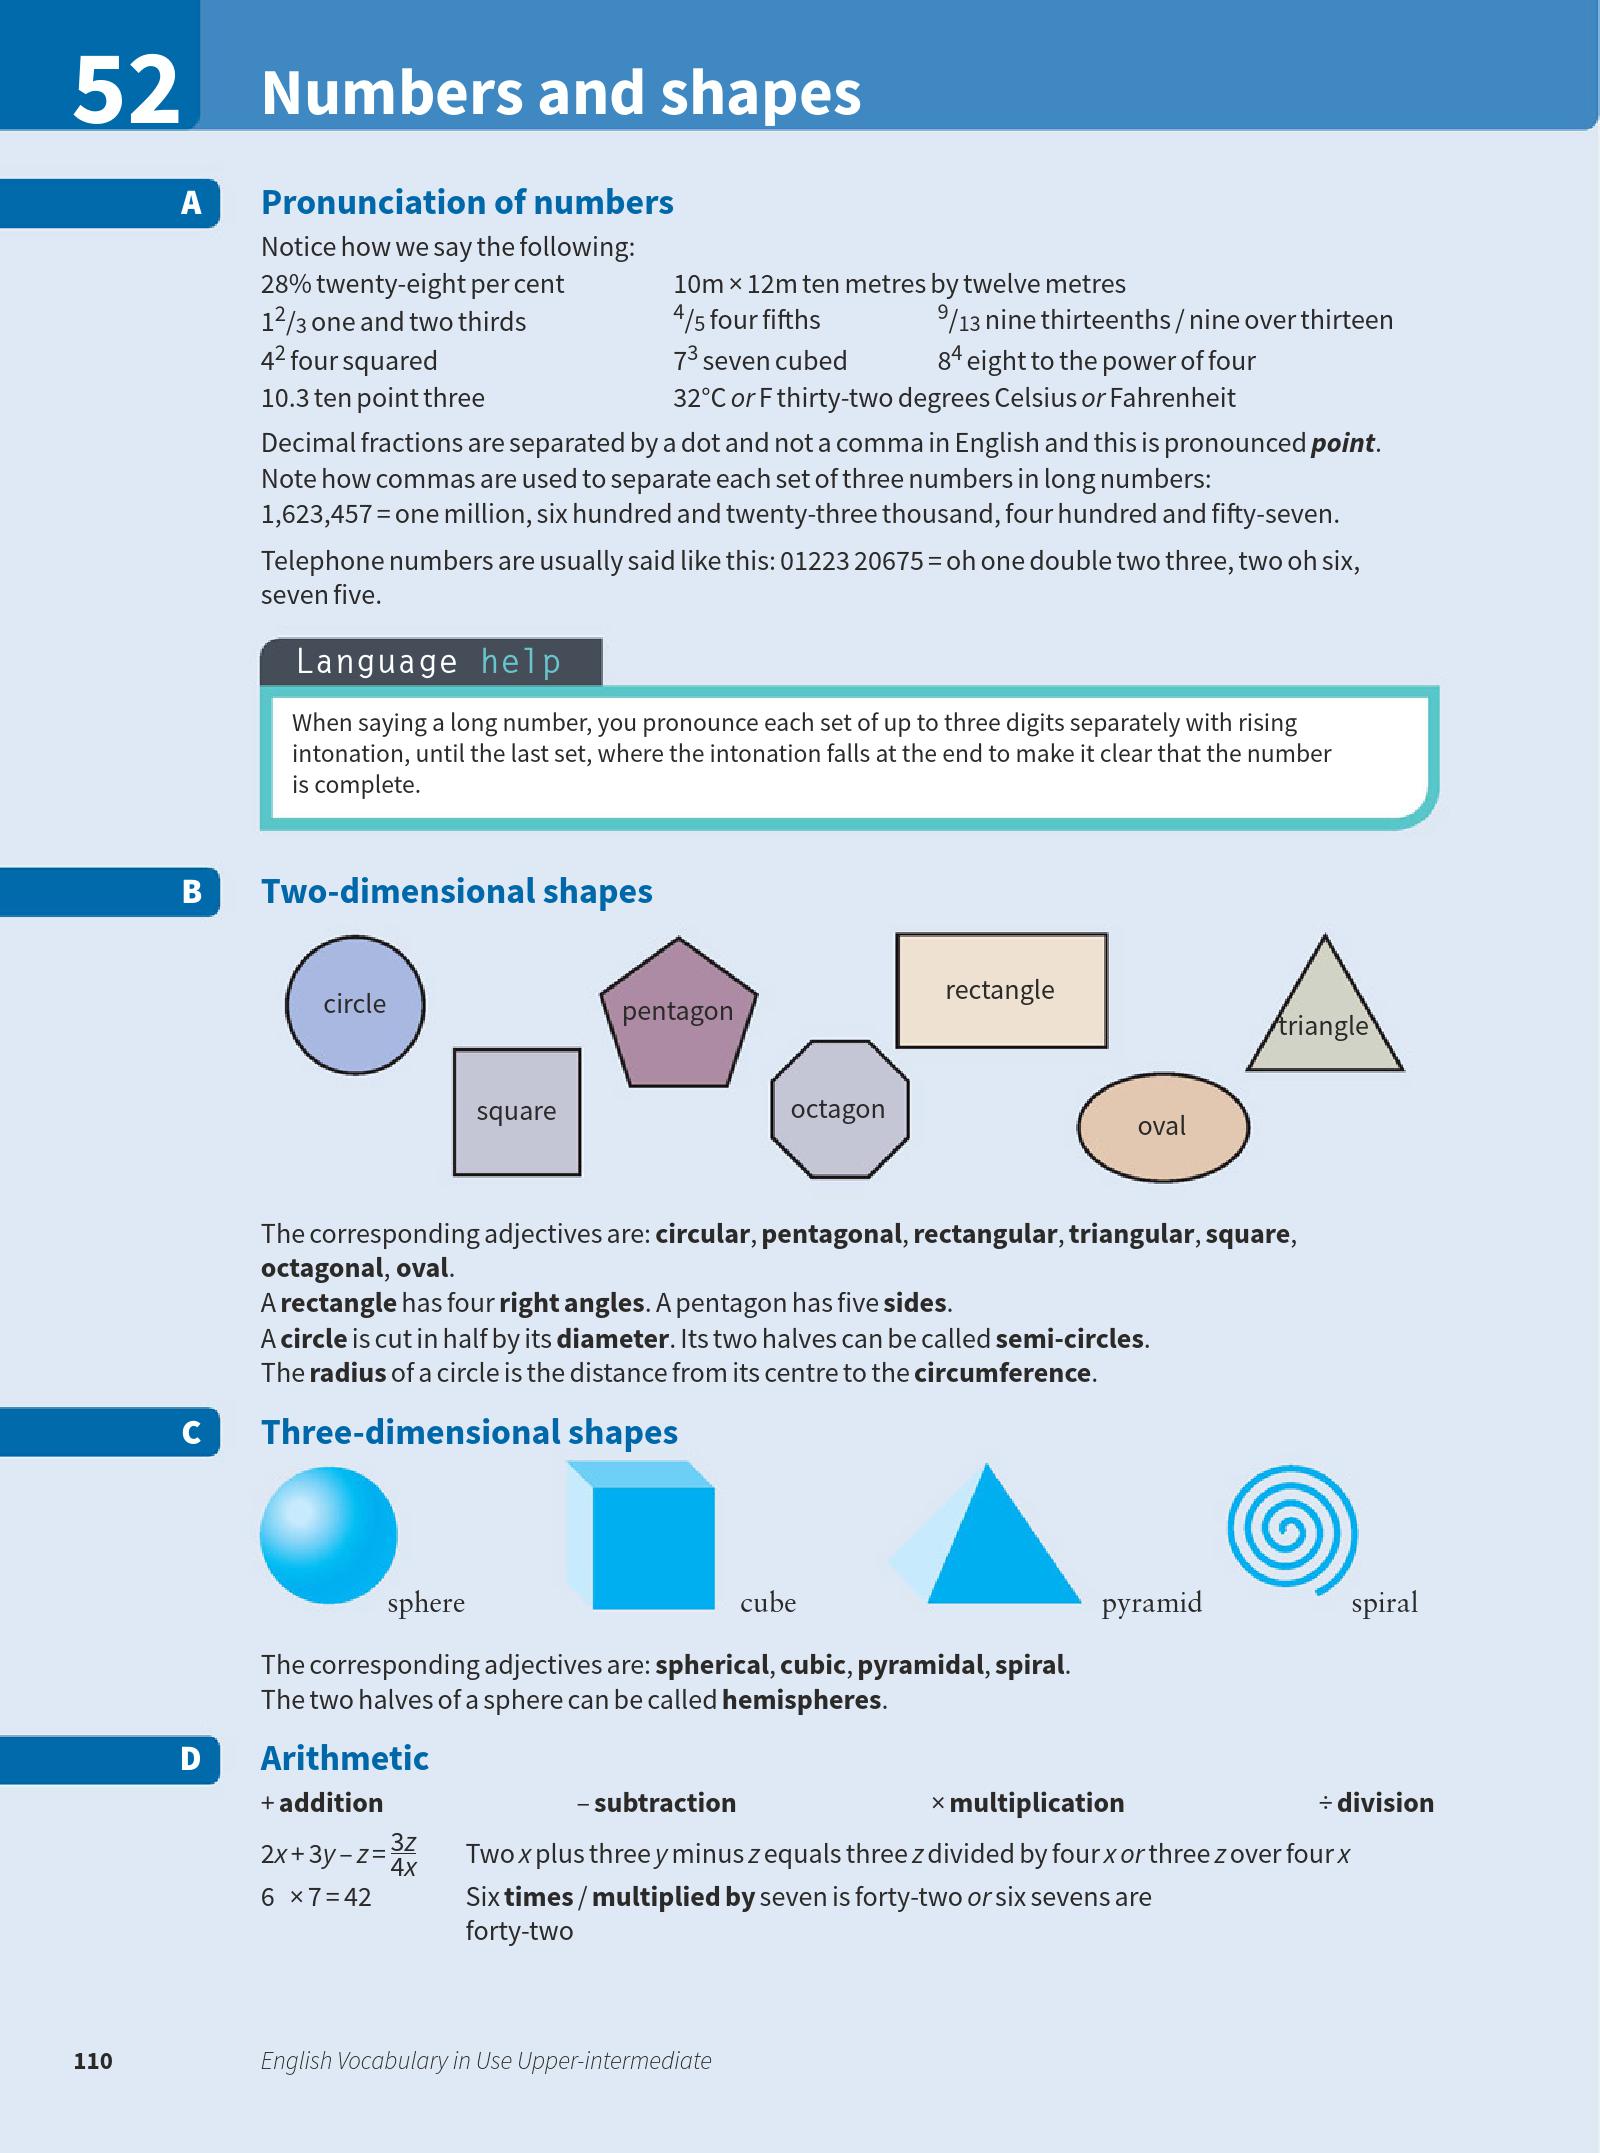 52
Numbers and shapes
A
Pronunciation of numbers
Notice how we say the following:
28% twenty-eight per cent 10m × 12m ten metres by twelve metres
1²/₃ one and two thirds ⁴/₅ four fifths ⁹/₁₃ nine thirteenths / nine over thirteen
4² four squared 7³ seven cubed 8⁴ eight to the power of four
10.3 ten point three 32°C or F thirty-two degrees Celsius or Fahrenheit
Decimal fractions are separated by a dot and not a comma in English and this is pronounced point.
Note how commas are used to separate each set of three numbers in long numbers:
1,623,457 = one million, six hundred and twenty-three thousand, four hundred and fifty-seven.
Telephone numbers are usually said like this: 01223 20675 = oh one double two three, two oh six,
seven five.
Language help
When saying a long number, you pronounce each set of up to three digits separately with rising
intonation, until the last set, where the intonation falls at the end to make it clear that the number
is complete.
B
Two-dimensional shapes
circle
pentagon
rectangle
triangle
square
octagon
oval
The corresponding adjectives are: circular, pentagonal, rectangular, triangular, square,
octagonal, oval.
A rectangle has four right angles. A pentagon has five sides.
A circle is cut in half by its diameter. Its two halves can be called semi-circles.
The radius of a circle is the distance from its centre to the circumference.
C
Three-dimensional shapes
sphere
cube
pyramid
spiral
The corresponding adjectives are: spherical, cubic, pyramidal, spiral.
The two halves of a sphere can be called hemispheres.
D
Arithmetic
+ addition – subtraction × multiplication ÷ division
2x + 3y – z = 3z/4x Two x plus three y minus z equals three z divided by four x or three z over four x
6 × 7 = 42 Six times / multiplied by seven is forty-two or six sevens are
forty-two
110
English Vocabulary in Use Upper-intermediate